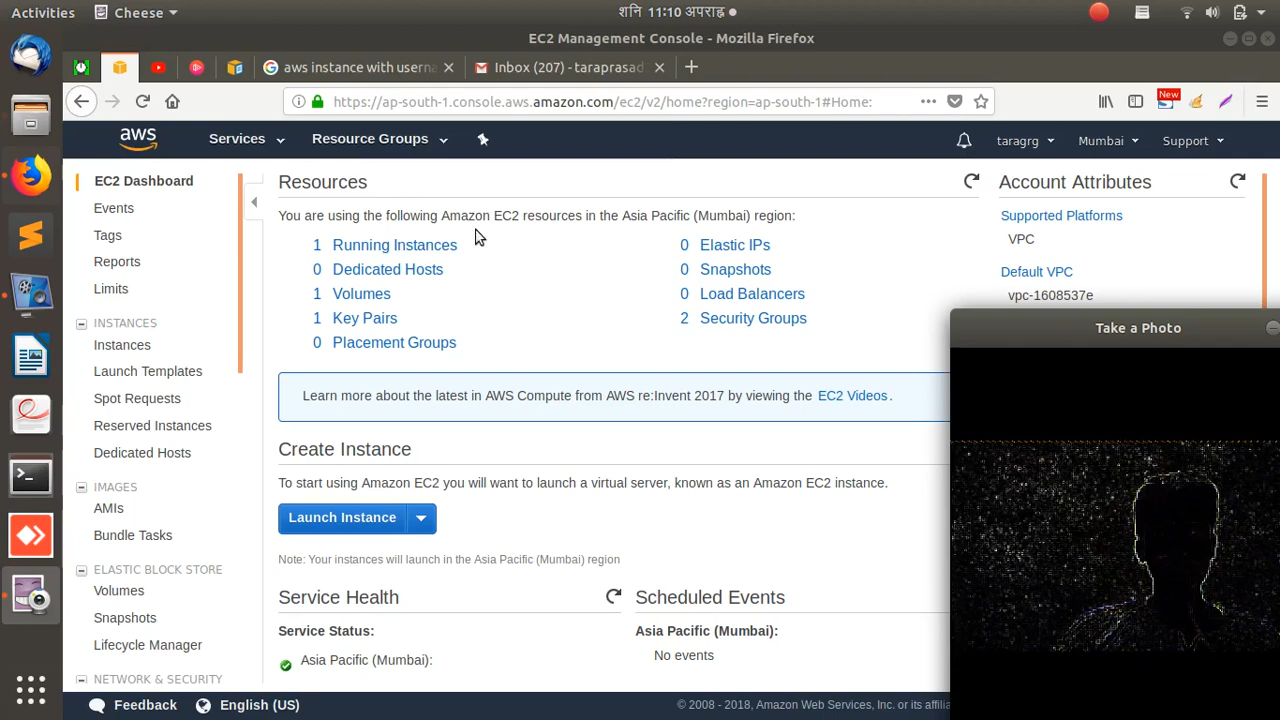 Activities Cheese शनि 11:10 अपराह्न
EC2 Management Console - Mozilla Firefox
aws instance with userna Inbox (207) - taraprasad
https://ap-south-1.console.aws.amazon.com/ec2/v2/home?region=ap-south-1#Home: New
aws Services Resource Groups taragrg Mumbai Support
EC2 Dashboard
Events
Tags
Reports
Limits
INSTANCES
Instances
Launch Templates
Spot Requests
Reserved Instances
Dedicated Hosts
IMAGES
AMIs
Bundle Tasks
ELASTIC BLOCK STORE
Volumes
Snapshots
Lifecycle Manager
NETWORK & SECURITY
Resources
You are using the following Amazon EC2 resources in the Asia Pacific (Mumbai) region:
1 Running Instances 0 Elastic IPs
0 Dedicated Hosts 0 Snapshots
1 Volumes 0 Load Balancers
1 Key Pairs 2 Security Groups
0 Placement Groups
Learn more about the latest in AWS Compute from AWS re:Invent 2017 by viewing the EC2 Videos.
Create Instance
To start using Amazon EC2 you will want to launch a virtual server, known as an Amazon EC2 instance.
Launch Instance
Note: Your instances will launch in the Asia Pacific (Mumbai) region
Service Health
Service Status:
Asia Pacific (Mumbai):
Scheduled Events
Asia Pacific (Mumbai):
No events
Account Attributes
Supported Platforms
VPC
Default VPC
vpc-1608537e
Take a Photo
Feedback English (US) © 2008 - 2018, Amazon Web Services, Inc. or its affilia